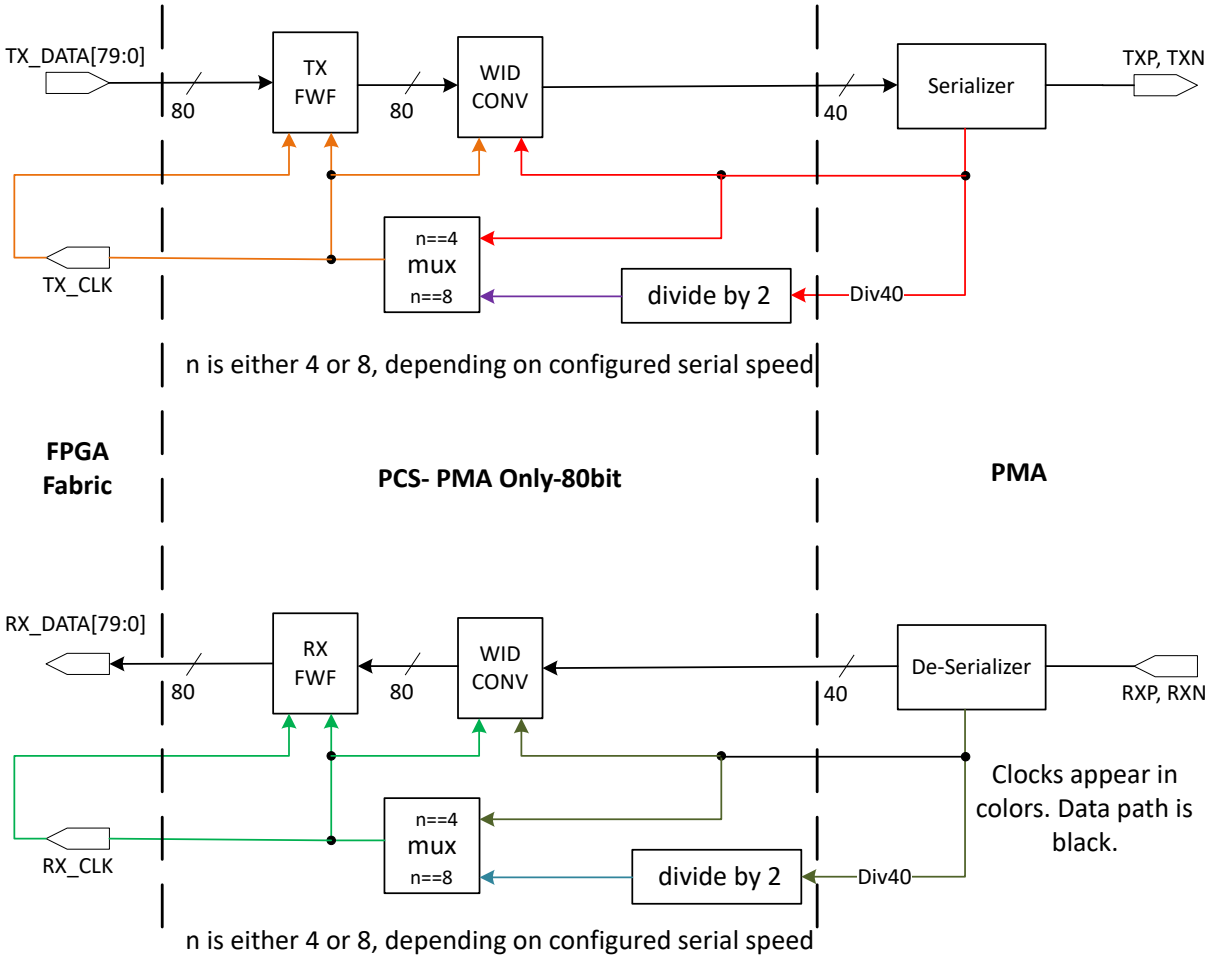 TX_DATA[79:0]
80
TX
FWF
80
WID
CONV
40
Serializer
TXP, TXN
TX_CLK
n==4
mux
n==8
divide by 2
Div40
n is either 4 or 8, depending on configured serial speed
FPGA
Fabric
PCS- PMA Only-80bit
PMA
RX_DATA[79:0]
80
RX
FWF
80
WID
CONV
40
De-Serializer
RXP, RXN
Clocks appear in
colors. Data path is
black.
RX_CLK
n==4
mux
n==8
divide by 2
Div40
n is either 4 or 8, depending on configured serial speed